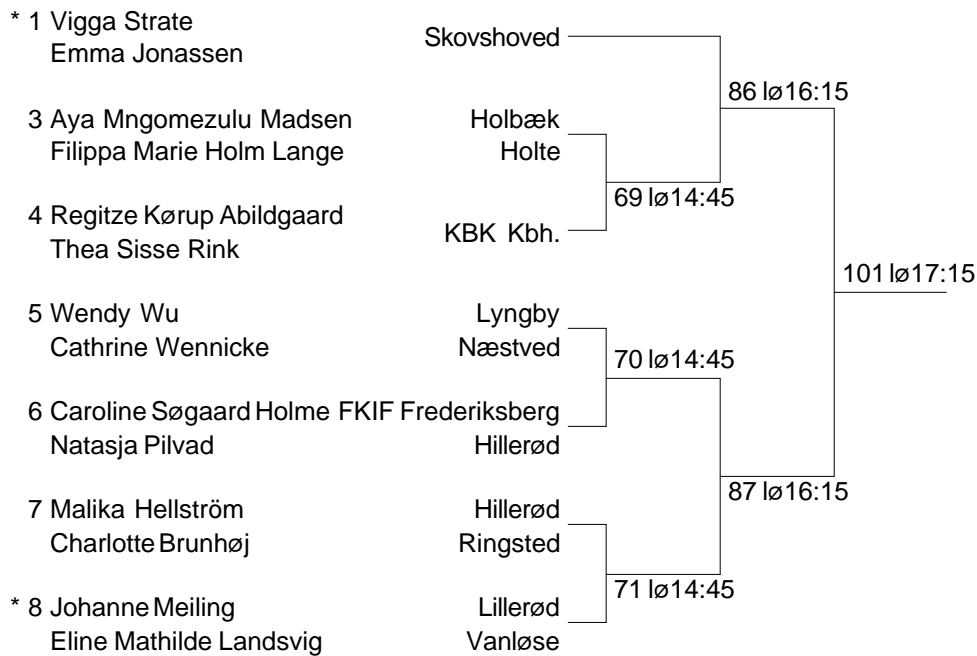 * 1 Vigga Strate Skovshoved
Emma Jonassen
86 lø16:15
3 Aya Mngomezulu Madsen Holbæk
Filippa Marie Holm Lange Holte
69 lø14:45
4 Regitze Kørup Abildgaard KBK Kbh.
Thea Sisse Rink
101 lø17:15
5 Wendy Wu Lyngby
Cathrine Wennicke Næstved
70 lø14:45
6 Caroline Søgaard Holme FKIF Frederiksberg
Natasja Pilvad Hillerød
87 lø16:15
7 Malika Hellström Hillerød
Charlotte Brunhøj Ringsted
71 lø14:45
* 8 Johanne Meiling Lillerød
Eline Mathilde Landsvig Vanløse